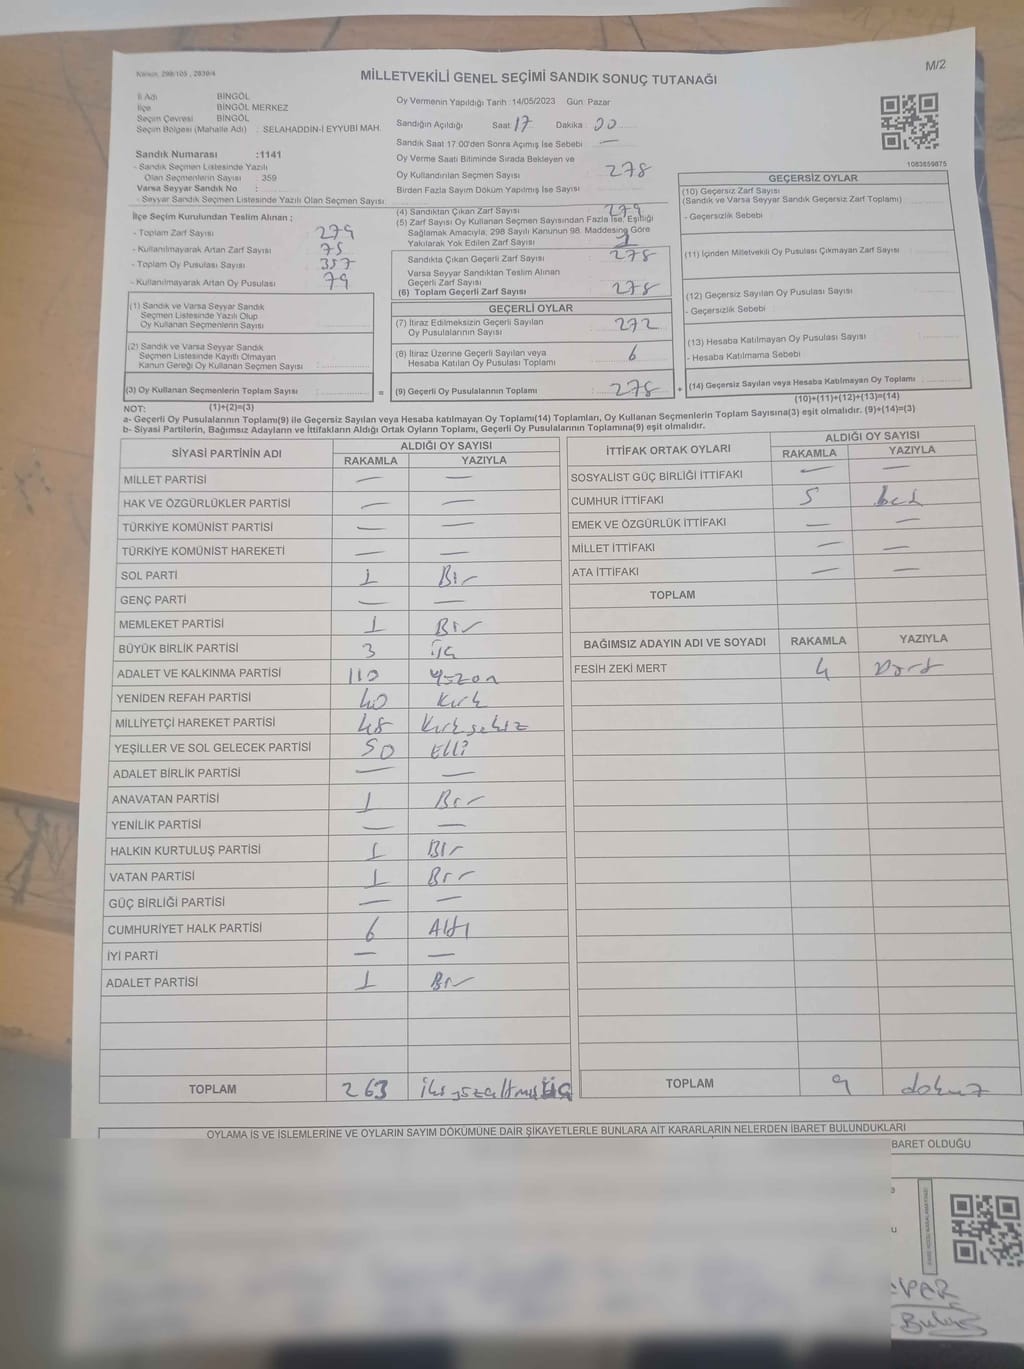 Kanun: 298/105 , 2839/4
MİLLETVEKİLİ GENEL SEÇİMİ SANDIK SONUÇ TUTANAĞI
M/2
İl Adı BİNGÖL
İlçe BİNGÖL MERKEZ
Seçim Çevresi BİNGÖL
Seçim Bölgesi (Mahalle Adı) : SELAHADDİN-İ EYYUBİ MAH.
Sandık Numarası :1141
- Sandık Seçmen Listesinde Yazılı
Olan Seçmenlerin Sayısı : 359
Varsa Seyyar Sandık No :
- Seyyar Sandık Seçmen Listesinde Yazılı Olan Seçmen Sayısı:
Oy Vermenin Yapıldığı Tarih :14/05/2023 Gün: Pazar
Sandığın Açıldığı Saat: 17 Dakika: 00
Sandık Saat 17:00'den Sonra Açımış İse Sebebi : —
Oy Verme Saati Bitiminde Sırada Bekleyen ve
Oy Kullandırılan Seçmen Sayısı : 278
Birden Fazla Sayım Döküm Yapılmış İse Sayısı :
1083659875
İlçe Seçim Kurulundan Teslim Alınan ;
- Toplam Zarf Sayısı : 279
- Kullanılmayarak Artan Zarf Sayısı : 75
- Toplam Oy Pusulası Sayısı : 357
- Kullanılmayarak Artan Oy Pusulası : 79
(4) Sandıktan Çıkan Zarf Sayısı : 279
(5) Zarf Sayısı Oy Kullanan Seçmen Sayısından Fazla İse, Eşitliği
Sağlamak Amacıyla, 298 Sayılı Kanunun 98. Maddesine Göre
Yakılarak Yok Edilen Zarf Sayısı : 1
Sandıkta Çıkan Geçerli Zarf Sayısı : 278
Varsa Seyyar Sandıktan Teslim Alınan
Geçerli Zarf Sayısı :
(6) Toplam Geçerli Zarf Sayısı : 278
GEÇERSİZ OYLAR
(10) Geçersiz Zarf Sayısı
(Sandık ve Varsa Seyyar Sandık Geçersiz Zarf Toplamı) :
- Geçersizlik Sebebi :
(11) İçinden Milletvekili Oy Pusulası Çıkmayan Zarf Sayısı :
(12) Geçersiz Sayılan Oy Pusulası Sayısı :
- Geçersizlik Sebebi :
(13) Hesaba Katılmayan Oy Pusulası Sayısı :
- Hesaba Katılmama Sebebi :
(14) Geçersiz Sayılan veya Hesaba Katılmayan Oy Toplamı :
(10)+(11)+(12)+(13)=(14)
(1) Sandık ve Varsa Seyyar Sandık
Seçmen Listesinde Yazılı Olup
Oy Kullanan Seçmenlerin Sayısı :
(2) Sandık ve Varsa Seyyar Sandık
Seçmen Listesinde Kayıtlı Olmayan
Kanun Gereği Oy Kullanan Seçmen Sayısı :
(3) Oy Kullanan Seçmenlerin Toplam Sayısı : =
(1)+(2)=(3)
GEÇERLİ OYLAR
(7) İtiraz Edilmeksizin Geçerli Sayılan
Oy Pusulalarının Sayısı : 272
(8) İtiraz Üzerine Geçerli Sayılan veya
Hesaba Katılan Oy Pusulası Toplamı : 6
(9) Geçerli Oy Pusulalarının Toplamı : 278 +
NOT:
a- Geçerli Oy Pusulalarının Toplamı(9) ile Geçersiz Sayılan veya Hesaba katılmayan Oy Toplamı(14) Toplamları, Oy Kullanan Seçmenlerin Toplam Sayısına(3) eşit olmalıdır. (9)+(14)=(3)
b- Siyasi Partilerin, Bağımsız Adayların ve İttifakların Aldığı Ortak Oyların Toplamı, Geçerli Oy Pusulalarının Toplamına(9) eşit olmalıdır.
SİYASİ PARTİNİN ADI ALDIĞI OY SAYISI
RAKAMLA YAZIYLA
MİLLET PARTİSİ — —
HAK VE ÖZGÜRLÜKLER PARTİSİ — —
TÜRKİYE KOMÜNİST PARTİSİ — —
TÜRKİYE KOMÜNİST HAREKETİ — —
SOL PARTİ 1 Bir
GENÇ PARTİ — —
MEMLEKET PARTİSİ 1 Bir
BÜYÜK BİRLİK PARTİSİ 3 üç
ADALET VE KALKINMA PARTİSİ 110 yüzon
YENİDEN REFAH PARTİSİ 40 kırk
MİLLİYETÇİ HAREKET PARTİSİ 48 Kırksekiz
YEŞİLLER VE SOL GELECEK PARTİSİ 50 Elli
ADALET BİRLİK PARTİSİ — —
ANAVATAN PARTİSİ 1 Bir
YENİLİK PARTİSİ — —
HALKIN KURTULUŞ PARTİSİ 1 Bir
VATAN PARTİSİ 1 Bir
GÜÇ BİRLİĞİ PARTİSİ — —
CUMHURİYET HALK PARTİSİ 6 Altı
İYİ PARTİ — —
ADALET PARTİSİ 1 Bir
TOPLAM 263 ikiyüzaltmışüç
İTTİFAK ORTAK OYLARI ALDIĞI OY SAYISI
RAKAMLA YAZIYLA
SOSYALİST GÜÇ BİRLİĞİ İTTİFAKI — —
CUMHUR İTTİFAKI 5 beş
EMEK VE ÖZGÜRLÜK İTTİFAKI — —
MİLLET İTTİFAKI — —
ATA İTTİFAKI — —
TOPLAM
BAĞIMSIZ ADAYIN ADI VE SOYADI RAKAMLA YAZIYLA
FESİH ZEKİ MERT 4 Dört
TOPLAM 9 dokuz
OYLAMA İŞ VE İŞLEMLERİNE VE OYLARIN SAYIM DÖKÜMÜNE DAİR ŞİKAYETLERLE BUNLARA AİT KARARLARIN NELERDEN İBARET BULUNDUKLARI
BARET OLDUĞU